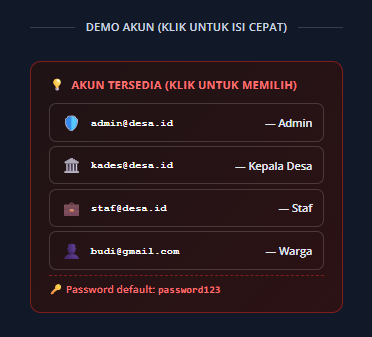 DEMO AKUN (KLIK UNTUK ISI CEPAT)
AKUN TERSEDIA (KLIK UNTUK MEMILIH)
admin@desa.id — Admin
kades@desa.id — Kepala Desa
staf@desa.id — Staf
budi@gmail.com — Warga
Password default: password123